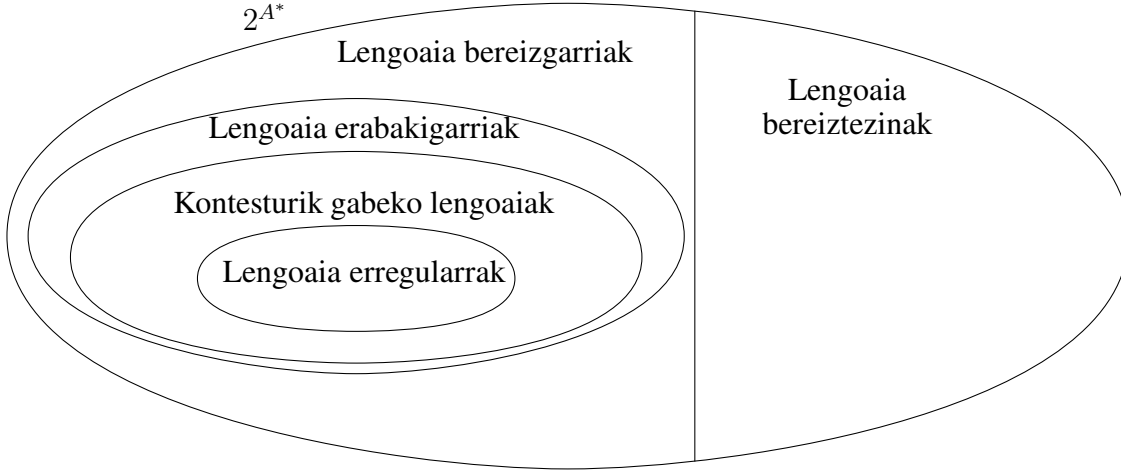 2^{A^*}
Lengoaia bereizgarriak
Lengoaia
bereiztezinak
Lengoaia erabakigarriak
Kontesturik gabeko lengoaiak
Lengoaia erregularrak